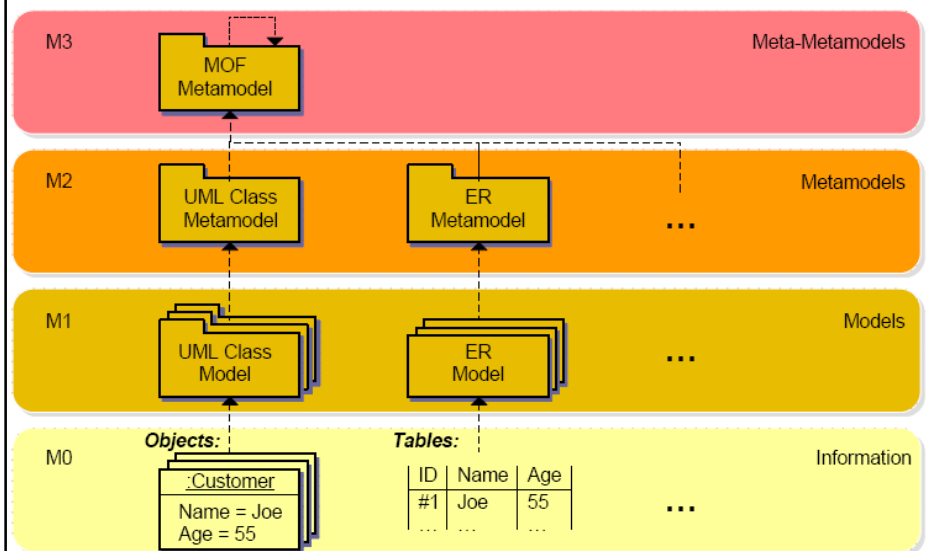 M3
MOF
Metamodel
Meta-Metamodels
M2
UML Class
Metamodel
ER
Metamodel
...
Metamodels
M1
UML Class
Model
ER
Model
...
Models
M0
Objects:
:Customer
Name = Joe
Age = 55
Tables:
ID Name Age
#1 Joe 55
... ... ...
...
Information